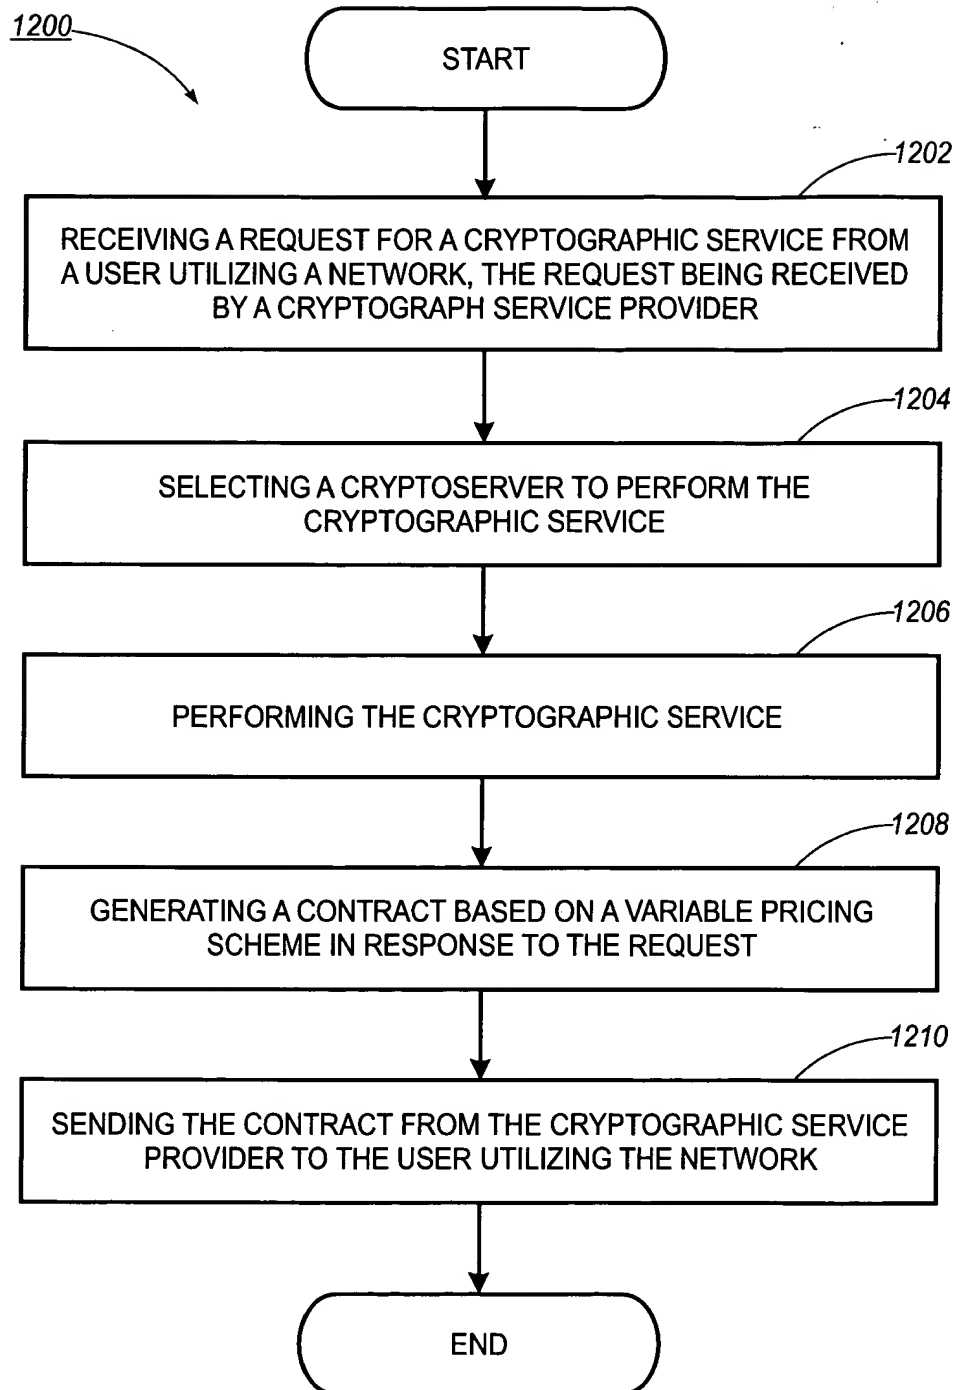 1200
START
1202
RECEIVING A REQUEST FOR A CRYPTOGRAPHIC SERVICE FROM
A USER UTILIZING A NETWORK, THE REQUEST BEING RECEIVED
BY A CRYPTOGRAPH SERVICE PROVIDER
1204
SELECTING A CRYPTOSERVER TO PERFORM THE
CRYPTOGRAPHIC SERVICE
1206
PERFORMING THE CRYPTOGRAPHIC SERVICE
1208
GENERATING A CONTRACT BASED ON A VARIABLE PRICING
SCHEME IN RESPONSE TO THE REQUEST
1210
SENDING THE CONTRACT FROM THE CRYPTOGRAPHIC SERVICE
PROVIDER TO THE USER UTILIZING THE NETWORK
END